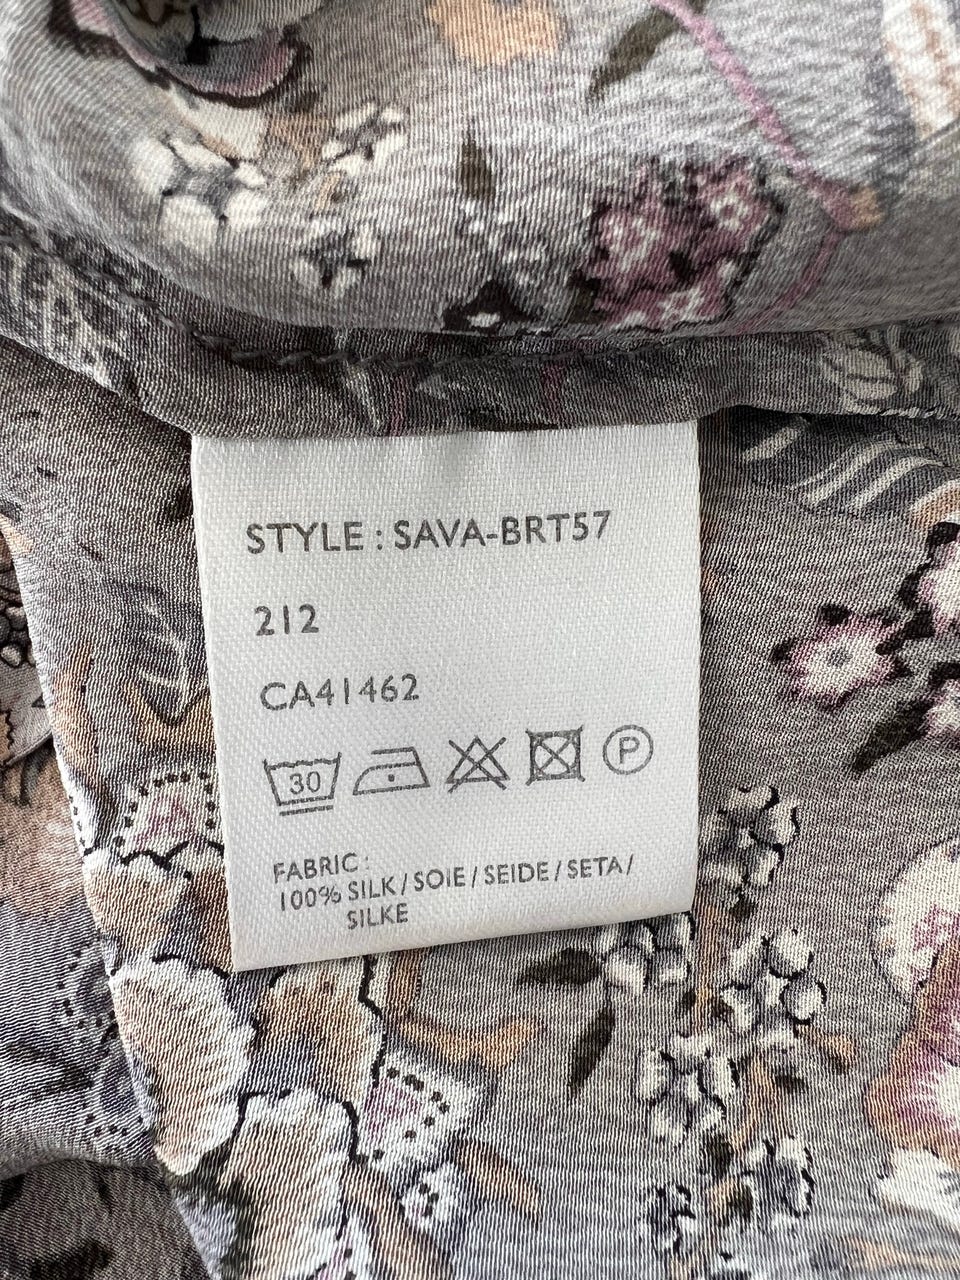 STYLE : SAVA-BRT57
212
CA41462
30 P
FABRIC :
100% SILK / SOIE / SEIDE / SETA /
SILKE